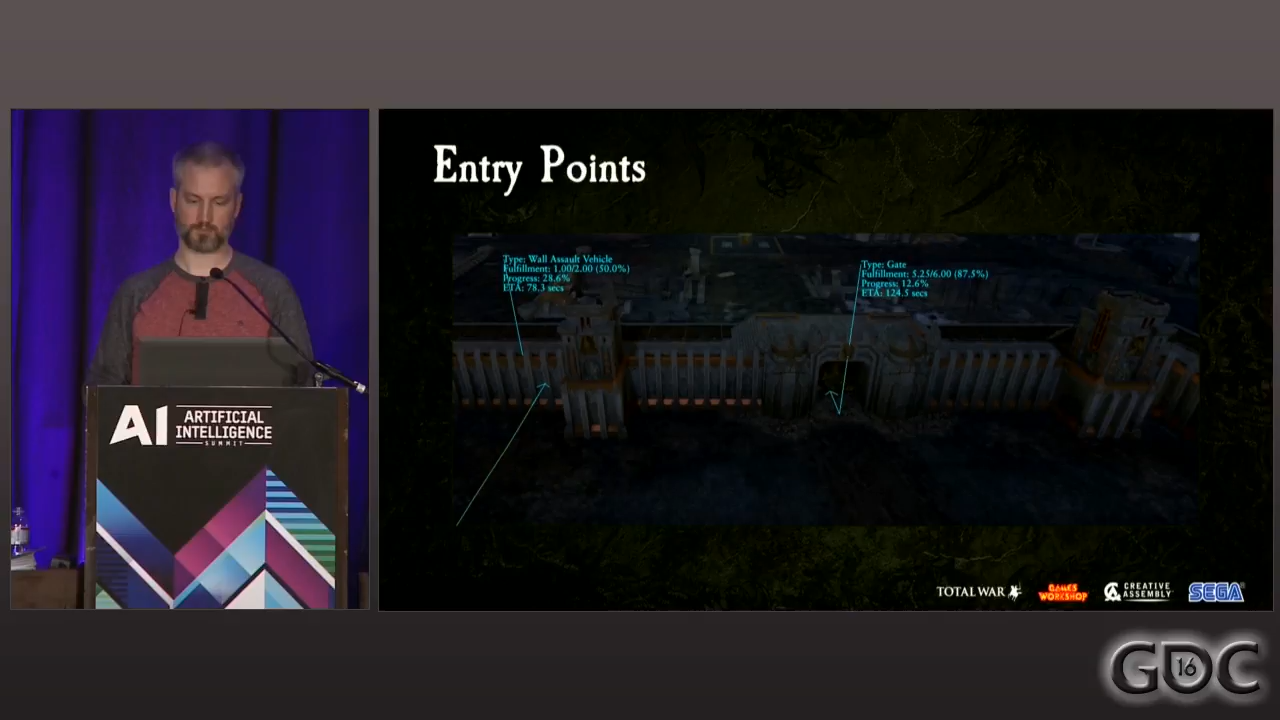 Entry Points
Type: Wall Assault Vehicle
Fulfillment: 1.00/2.00 (50.0%)
Progress: 28.6%
ETA: 78.3 secs
Type: Gate
Fulfillment: 5.25/6.00 (87.5%)
Progress: 12.6%
ETA: 124.5 secs
AI ARTIFICIAL
INTELLIGENCE
SUMMIT
TOTAL WAR
GAMES
WORKSHOP
CREATIVE
ASSEMBLY
SEGA
GDC
16